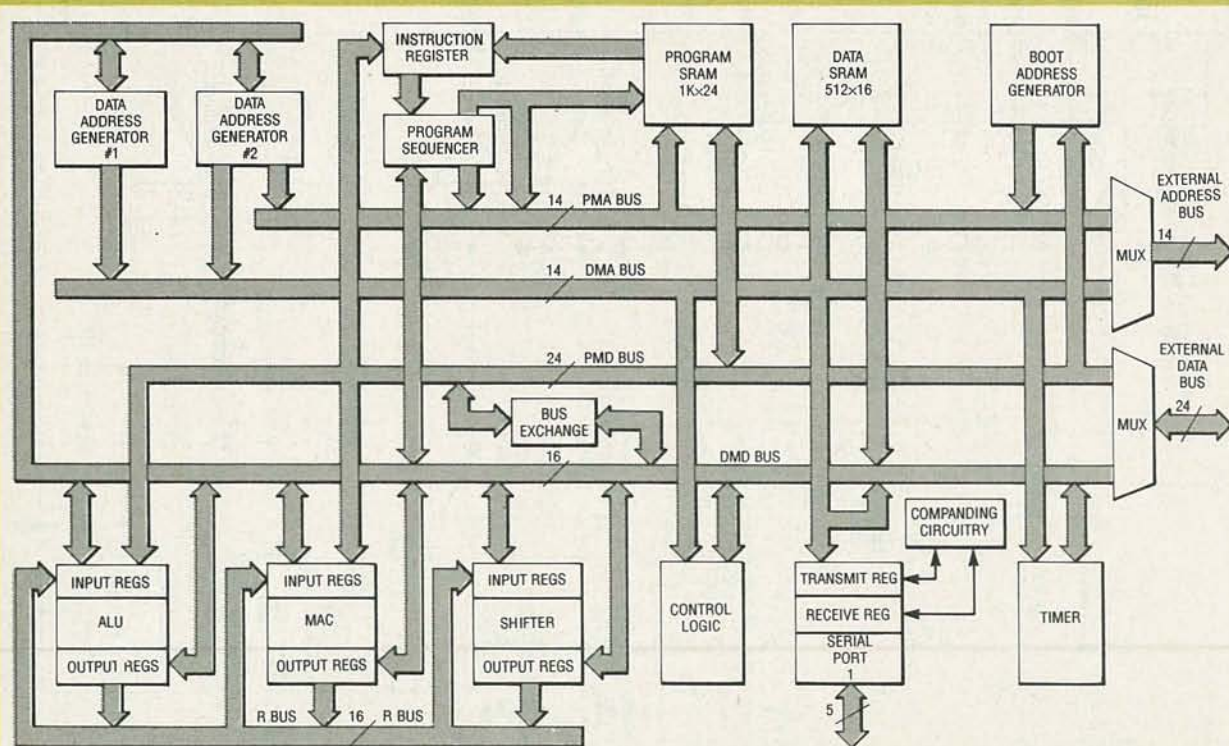 INSTRUCTION
REGISTER
PROGRAM
SRAM
1K×24
DATA
SRAM
512×16
BOOT
ADDRESS
GENERATOR
DATA
ADDRESS
GENERATOR
#1
DATA
ADDRESS
GENERATOR
#2
PROGRAM
SEQUENCER
EXTERNAL
ADDRESS
BUS
14
14 PMA BUS
MUX
14 DMA BUS
24 PMD BUS
EXTERNAL
DATA
BUS
24
BUS
EXCHANGE
MUX
16
DMD BUS
COMPANDING
CIRCUITRY
INPUT REGS
ALU
OUTPUT REGS
INPUT REGS
MAC
OUTPUT REGS
INPUT REGS
SHIFTER
OUTPUT REGS
CONTROL
LOGIC
TRANSMIT REG
RECEIVE REG
SERIAL
PORT
1
TIMER
5
R BUS 16 R BUS